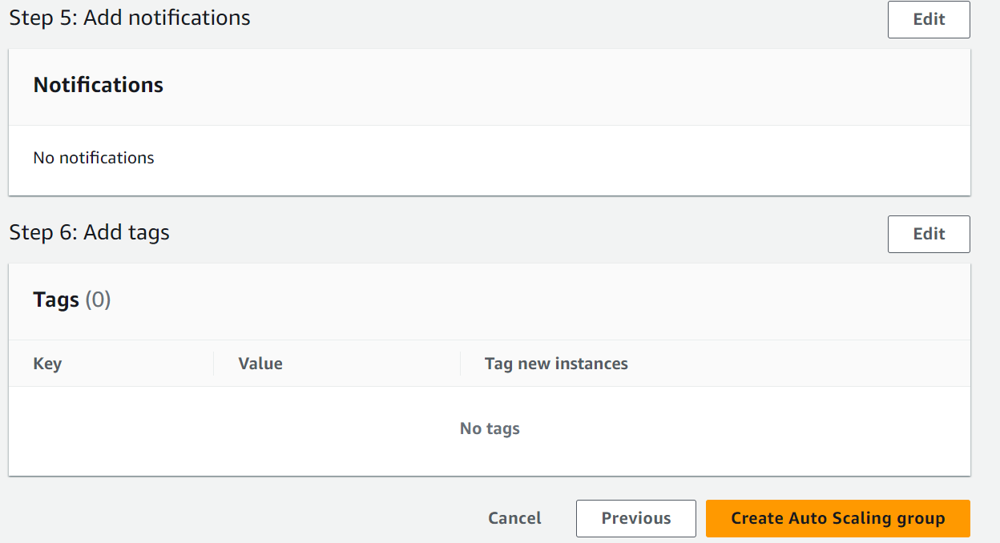 Step 5: Add notifications
Edit
Notifications
No notifications
Step 6: Add tags
Edit
Tags (0)
Key Value Tag new instances
No tags
Cancel Previous Create Auto Scaling group